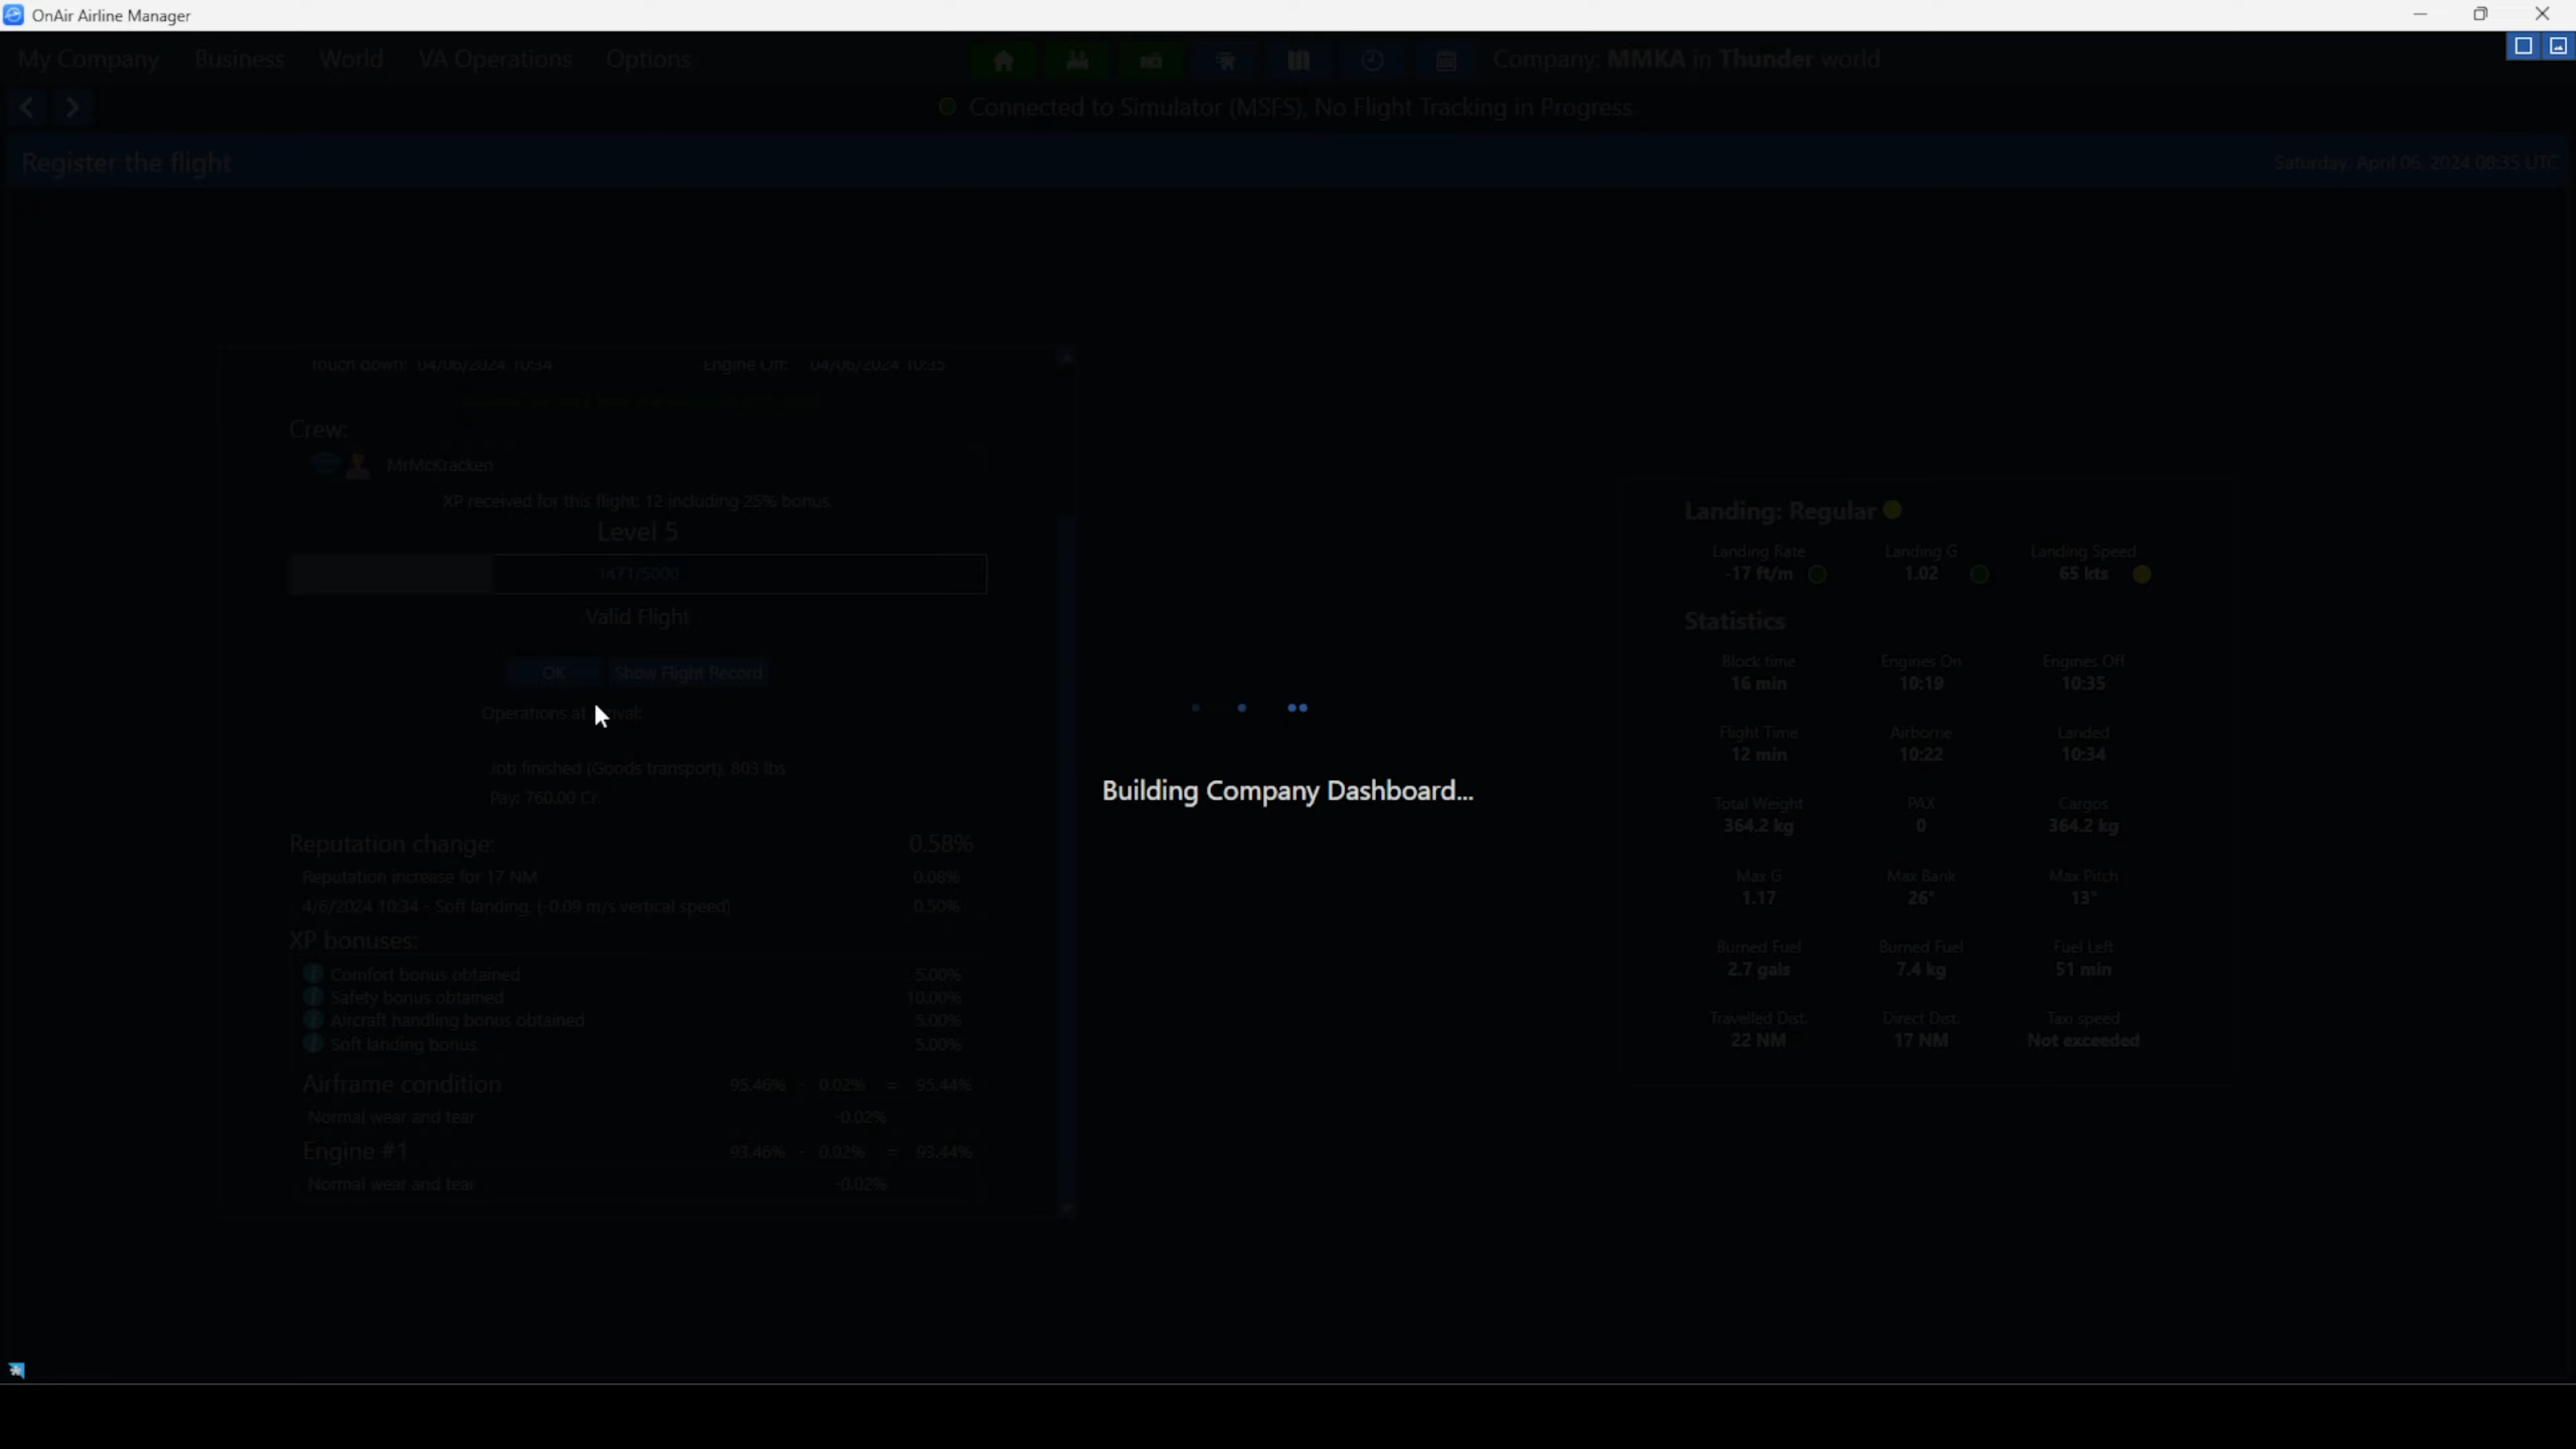 OnAir Airline Manager
My Company Business World VA Operations Options Company: MMKA in Thunder world
Connected to Simulator (MSFS), No Flight Tracking in Progress.
Register the flight
Saturday, April 06, 2024 08:35 UTC
Touch down: 04/06/2024 10:34 Engine Off: 04/06/2024 10:35
Crew:
MrMcKracken
XP received for this flight: 12 including 25% bonus.
Level 5
1471/5000
Valid Flight
OK Show Flight Record
Operations at
Job finished (Goods transport), 803 lbs
Pay: 760.00 Cr.
Reputation change: 0.58%
Reputation increase for 17 NM 0.08%
4/6/2024 10:34 - Soft landing, (-0.09 m/s vertical speed) 0.50%
XP bonuses:
Comfort bonus obtained 5.00%
Safety bonus obtained 10.00%
Aircraft handling bonus obtained 5.00%
Soft landing bonus 5.00%
Airframe condition 95.46% - 0.02% = 95.44%
Normal wear and tear -0.02%
Engine #1 93.46% - 0.02% = 93.44%
Normal wear and tear -0.02%
Building Company Dashboard...
Landing: Regular
Landing Rate Landing G Landing Speed
-17 ft/m 1.02 65 kts
Statistics
Block time Engines On Engines Off
16 min 10:19 10:35
Flight Time Airborne Landed
12 min 10:22 10:34
Total Weight PAX Cargos
364.2 kg 0 364.2 kg
Max G Max Bank Max Pitch
1.17 26° 13°
Burned Fuel Burned Fuel Fuel Left
2.7 gals 7.4 kg 51 min
Travelled Dist. Direct Dist. Taxi speed
22 NM 17 NM Not exceeded